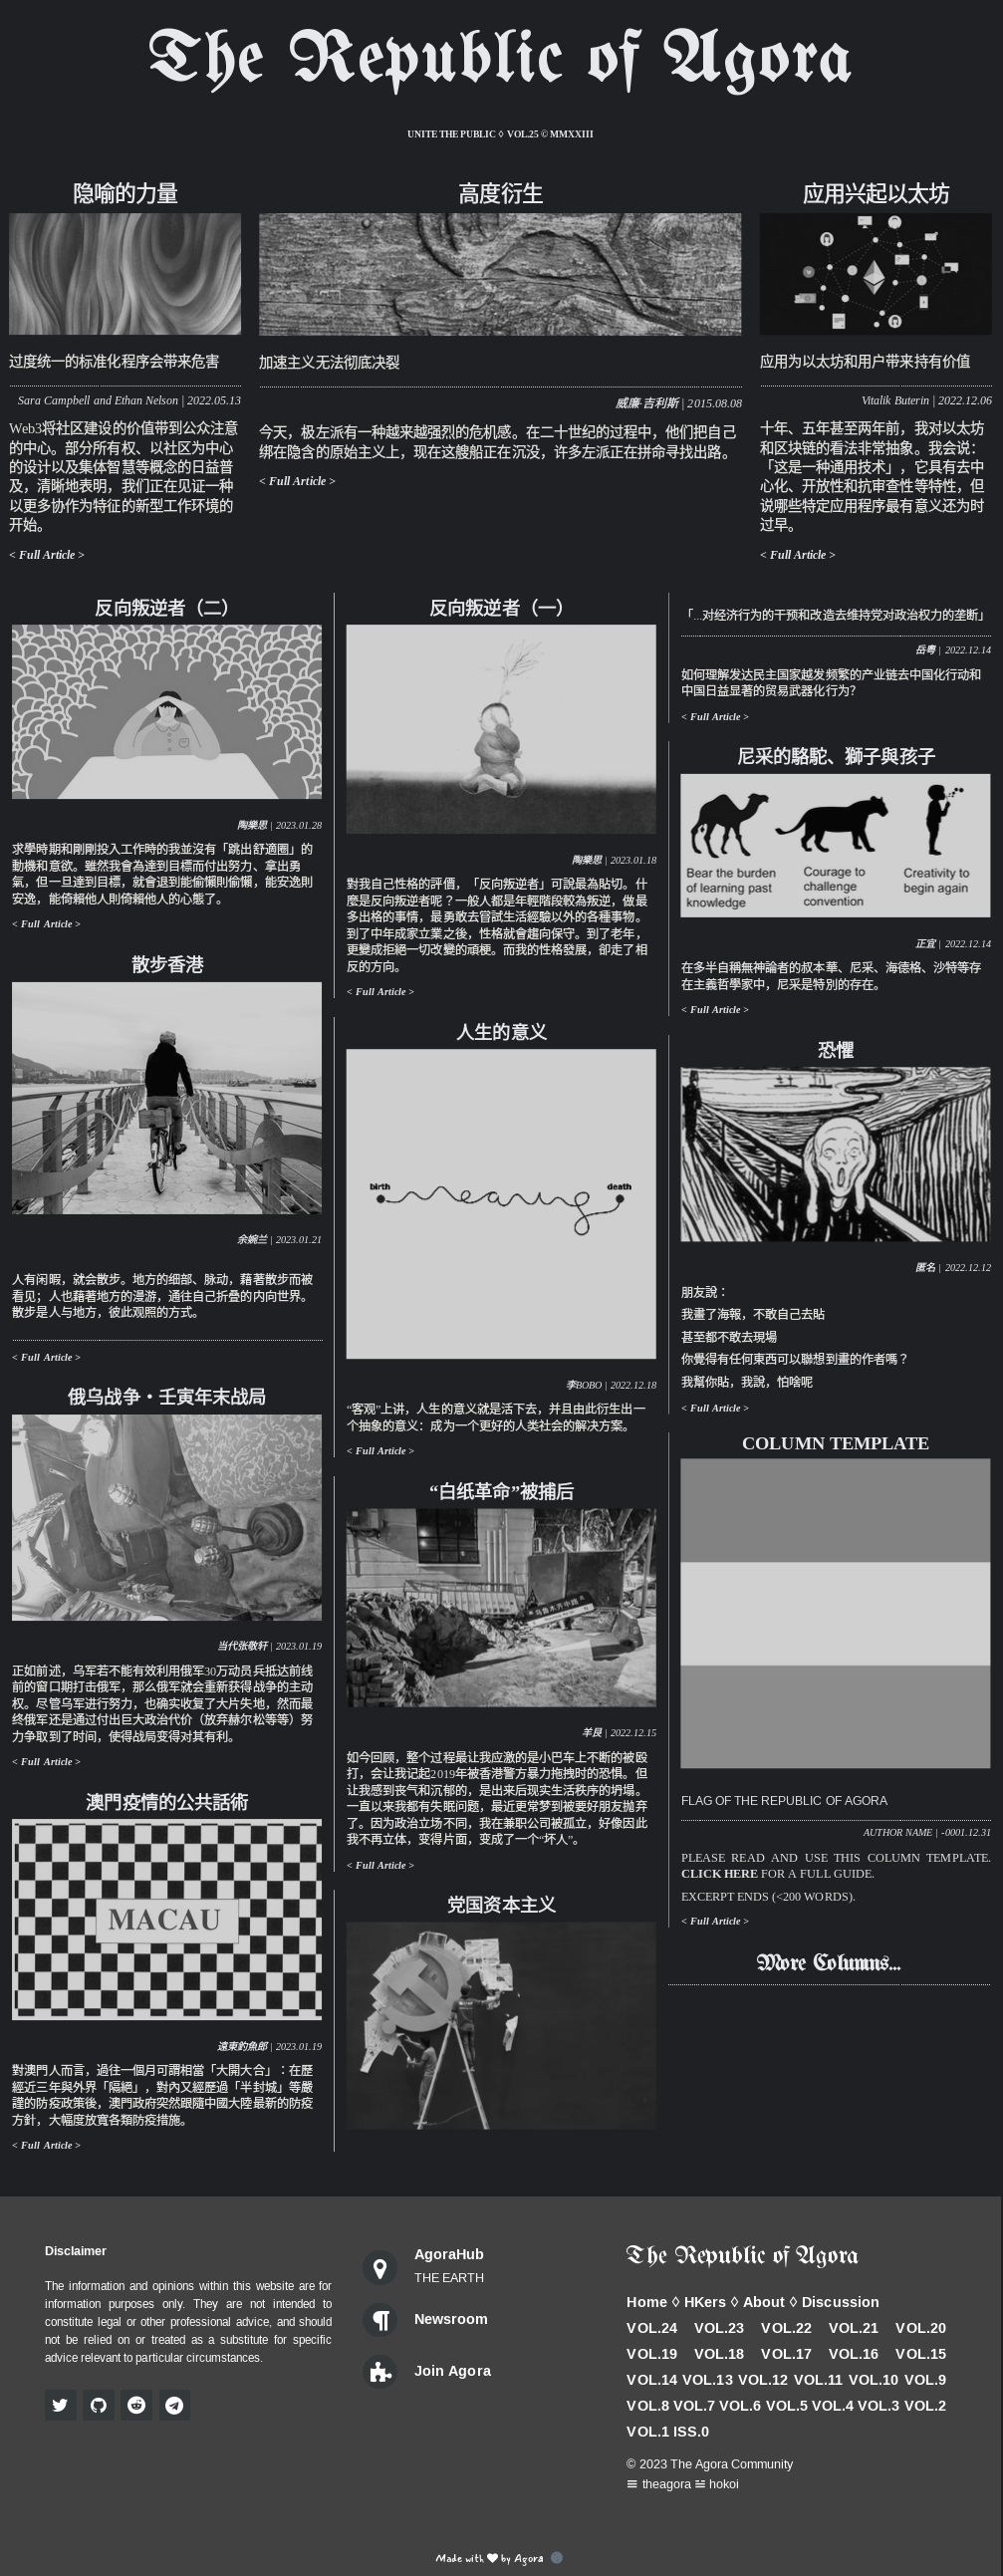 The Republic of Agora
UNITE THE PUBLIC ◊ VOL.25 © MMXXIII
隐喻的力量
过度统一的标准化程序会带来危害
Sara Campbell and Ethan Nelson | 2022.05.13
Web3将社区建设的价值带到公众注意
的中心。部分所有权、以社区为中心
的设计以及集体智慧等概念的日益普
及，清晰地表明，我们正在见证一种
以更多协作为特征的新型工作环境的
开始。
< Full Article >
高度衍生
加速主义无法彻底决裂
威廉·吉利斯 | 2015.08.08
今天，极左派有一种越来越强烈的危机感。在二十世纪的过程中，他们把自己
绑在隐含的原始主义上，现在这艘船正在沉没，许多左派正在拼命寻找出路。
< Full Article >
应用兴起以太坊
应用为以太坊和用户带来持有价值
Vitalik Buterin | 2022.12.06
十年、五年甚至两年前，我对以太坊
和区块链的看法非常抽象。我会说：
「这是一种通用技术」，它具有去中
心化、开放性和抗审查性等特性，但
说哪些特定应用程序最有意义还为时
过早。
< Full Article >
反向叛逆者（二）
陶樂思 | 2023.01.28
求學時期和剛剛投入工作時的我並沒有「跳出舒適圈」的
動機和意欲。雖然我會為達到目標而付出努力、拿出勇
氣，但一旦達到目標，就會退到能偷懶則偷懶，能安逸則
安逸，能倚賴他人則倚賴他人的心態了。
< Full Article >
散步香港
余婉兰 | 2023.01.21
人有闲暇，就会散步。地方的细部、脉动，藉著散步而被
看见；人也藉著地方的漫游，通往自己折叠的内向世界。
散步是人与地方，彼此观照的方式。
< Full Article >
俄乌战争・壬寅年末战局
当代张敬轩 | 2023.01.19
正如前述，乌军若不能有效利用俄军30万动员兵抵达前线
前的窗口期打击俄军，那么俄军就会重新获得战争的主动
权。尽管乌军进行努力，也确实收复了大片失地，然而最
终俄军还是通过付出巨大政治代价（放弃赫尔松等等）努
力争取到了时间，使得战局变得对其有利。
< Full Article >
澳門疫情的公共話術
MACAU
遠東釣魚郎 | 2023.01.19
對澳門人而言，過往一個月可謂相當「大開大合」：在歷
經近三年與外界「隔絕」，對內又經歷過「半封城」等嚴
謹的防疫政策後，澳門政府突然跟隨中國大陸最新的防疫
方針，大幅度放寬各類防疫措施。
< Full Article >
反向叛逆者（一）
陶樂思 | 2023.01.18
對我自己性格的評價，「反向叛逆者」可說最為貼切。什
麼是反向叛逆者呢？一般人都是年輕階段較為叛逆，做最
多出格的事情，最勇敢去嘗試生活經驗以外的各種事物。
到了中年成家立業之後，性格就會趨向保守。到了老年，
更變成拒絕一切改變的頑梗。而我的性格發展，卻走了相
反的方向。
< Full Article >
人生的意义
birth
meaning
death
李BOBO | 2022.12.18
“客观”上讲，人生的意义就是活下去，并且由此衍生出一
个抽象的意义：成为一个更好的人类社会的解决方案。
< Full Article >
“白纸革命”被捕后
乌鲁木齐中路
羊艮 | 2022.12.15
如今回顾，整个过程最让我应激的是小巴车上不断的被殴
打，会让我记起2019年被香港警方暴力拖拽时的恐惧。但
让我感到丧气和沉郁的，是出来后现实生活秩序的坍塌。
一直以来我都有失眠问题，最近更常梦到被要好朋友抛弃
了。因为政治立场不同，我在兼职公司被孤立，好像因此
我不再立体，变得片面，变成了一个“坏人”。
< Full Article >
党国资本主义
「...对经济行为的干预和改造去维持党对政治权力的垄断」
岳粤 | 2022.12.14
如何理解发达民主国家越发频繁的产业链去中国化行动和
中国日益显著的贸易武器化行为?
< Full Article >
尼采的駱駝、獅子與孩子
Bear the burden
of learning past
knowledge
Courage to
challenge
convention
Creativity to
begin again
正宜 | 2022.12.14
在多半自稱無神論者的叔本華、尼采、海德格、沙特等存
在主義哲學家中，尼采是特別的存在。
< Full Article >
恐懼
匿名 | 2022.12.12
朋友說：
我畫了海報，不敢自己去貼
甚至都不敢去現場
你覺得有任何東西可以聯想到畫的作者嗎？
我幫你貼，我說，怕啥呢
< Full Article >
COLUMN TEMPLATE
FLAG OF THE REPUBLIC OF AGORA
AUTHOR NAME | -0001.12.31
PLEASE READ AND USE THIS COLUMN TEMPLATE.
CLICK HERE FOR A FULL GUIDE.
EXCERPT ENDS (<200 WORDS).
< Full Article >
More Columns...
Disclaimer
The information and opinions within this website are for
information purposes only. They are not intended to
constitute legal or other professional advice, and should
not be relied on or treated as a substitute for specific
advice relevant to particular circumstances.
AgoraHub
THE EARTH
Newsroom
Join Agora
The Republic of Agora
Home ◊ HKers ◊ About ◊ Discussion
VOL.24 VOL.23 VOL.22 VOL.21 VOL.20
VOL.19 VOL.18 VOL.17 VOL.16 VOL.15
VOL.14 VOL.13 VOL.12 VOL.11 VOL.10 VOL.9
VOL.8 VOL.7 VOL.6 VOL.5 VOL.4 VOL.3 VOL.2
VOL.1 ISS.0
© 2023 The Agora Community
𝌆 theagora 𝌡 hokoi
Made with ♥ by Agora